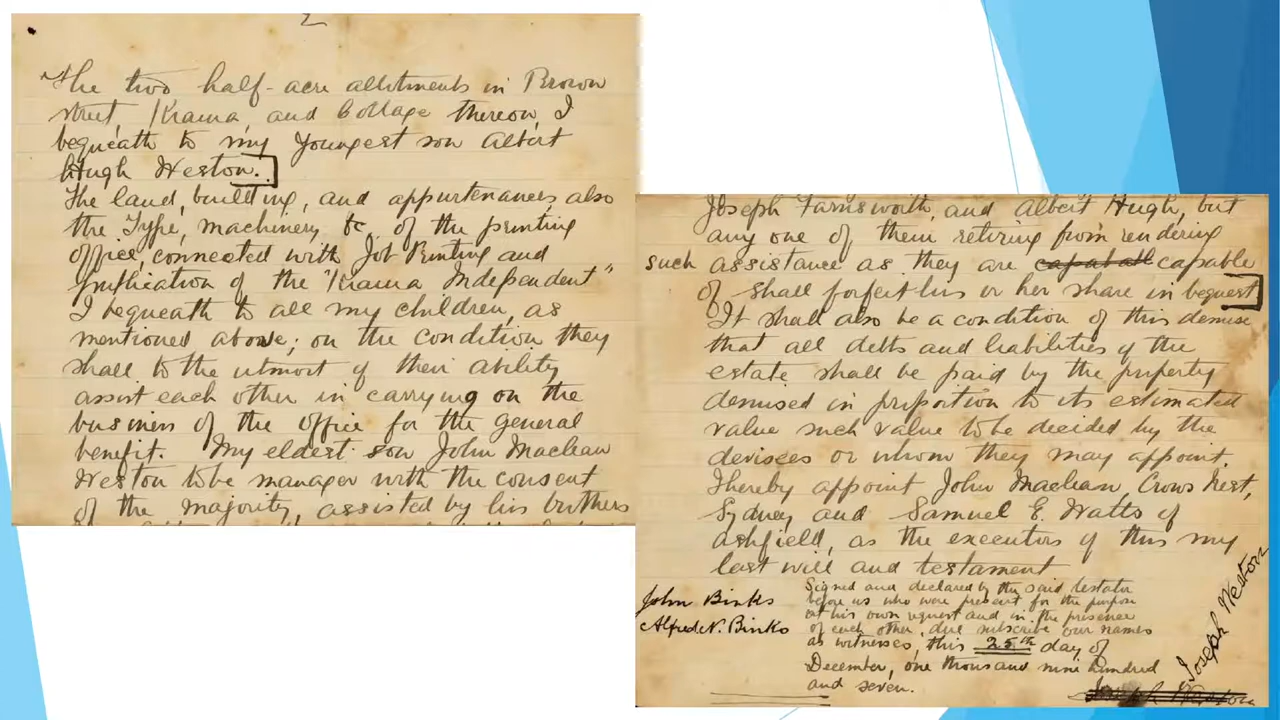 2
The two half-acre allotments in Brown
street, Kiama, and Cottage thereon, I
bequeath to my youngest son Albert
Hugh Weston.
The land, building, and appurtenances, also
the Type, machinery, &c, of the printing
office, connected with Job Printing and
Publication of the "Kiama Independent"
I bequeath to all my children, as
mentioned above; on the condition they
shall to the utmost of their ability
assist each other in carrying on the
business of the Office for the general
benefit. My eldest son John Maclean
Weston to be manager with the consent
of the majority, assisted by his brothers
Joseph Farnsworth, and Albert Hugh, but
any one of them retiring from rendering
such assistance as they are capable
of shall forfeit his or her share in bequest
It shall also be a condition of this demise
that all debts and liabilities of the
estate shall be paid by the property
demised in proportion to its estimated
value such value to be decided by the
devisees or whom they may appoint.
I hereby appoint John Maclean, Crows Nest,
Sydney, and Samuel E. Watts of
Ashfield, as the executors of this my
last will and testament
John Binks
Alfred N. Binks
Signed and declared by the said testator
before us who were present for the purpose
at his own request and in the presence
of each other, due subscribe our names
as witnesses, this 25th day of
December, one thousand nine hundred
and seven.
Joseph Weston
Joseph Weston